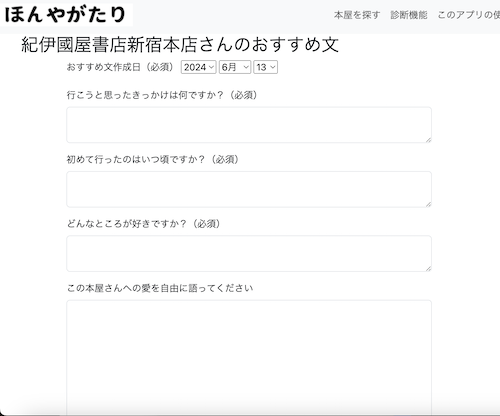 ほんやがたり
本屋を探す 診断機能 このアプリの使
紀伊國屋書店新宿本店さんのおすすめ文
おすすめ文作成日（必須） 2024 6月 13
行こうと思ったきっかけは何ですか？（必須）
初めて行ったのはいつ頃ですか？（必須）
どんなところが好きですか？（必須）
この本屋さんへの愛を自由に語ってください